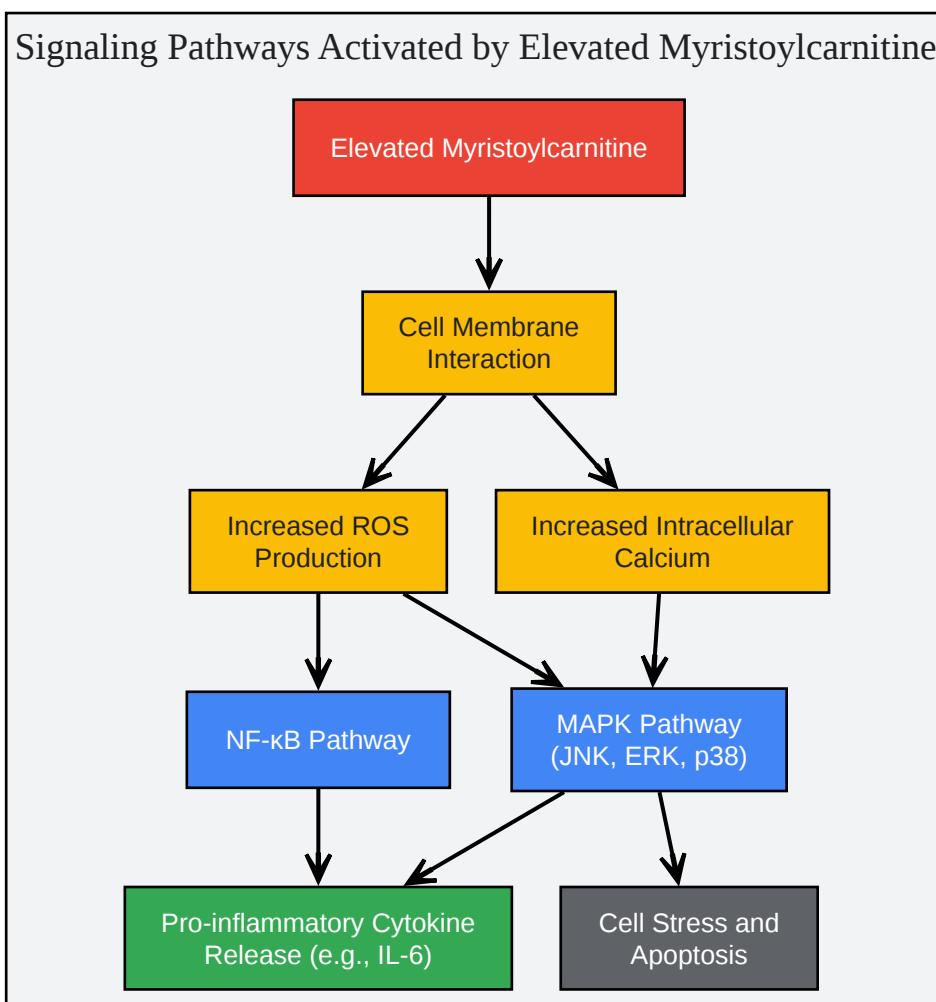 Signaling Pathways Activated by Elevated Myristoylcarnitine
Elevated Myristoylcarnitine
Cell Membrane
Interaction
Increased ROS
Production
Increased Intracellular
Calcium
NF-κB Pathway
MAPK Pathway
(JNK, ERK, p38)
Pro-inflammatory Cytokine
Release (e.g., IL-6)
Cell Stress and
Apoptosis